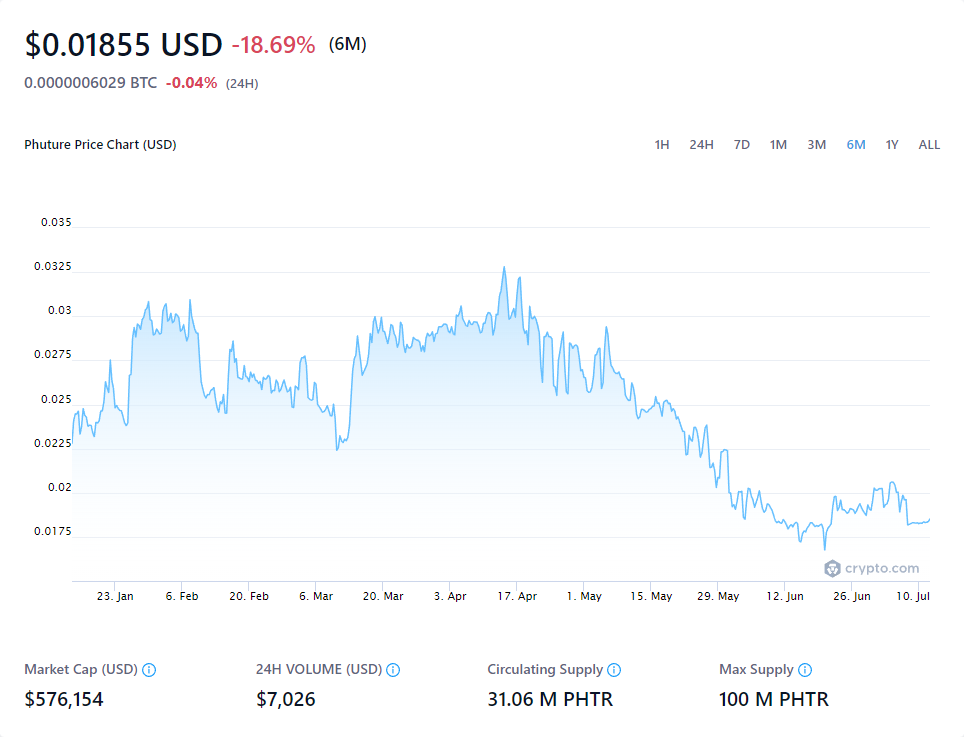 $0.01855 USD -18.69% (6M)
0.0000006029 BTC -0.04% (24H)
Phuture Price Chart (USD) 1H 24H 7D 1M 3M 6M 1Y ALL
0.035
0.0325
0.03
0.0275
0.025
0.0225
0.02
0.0175
crypto.com
23. Jan 6. Feb 20. Feb 6. Mar 20. Mar 3. Apr 17. Apr 1. May 15. May 29. May 12. Jun 26. Jun 10. Jul
Market Cap (USD) 24H VOLUME (USD) Circulating Supply Max Supply
$576,154 $7,026 31.06 M PHTR 100 M PHTR